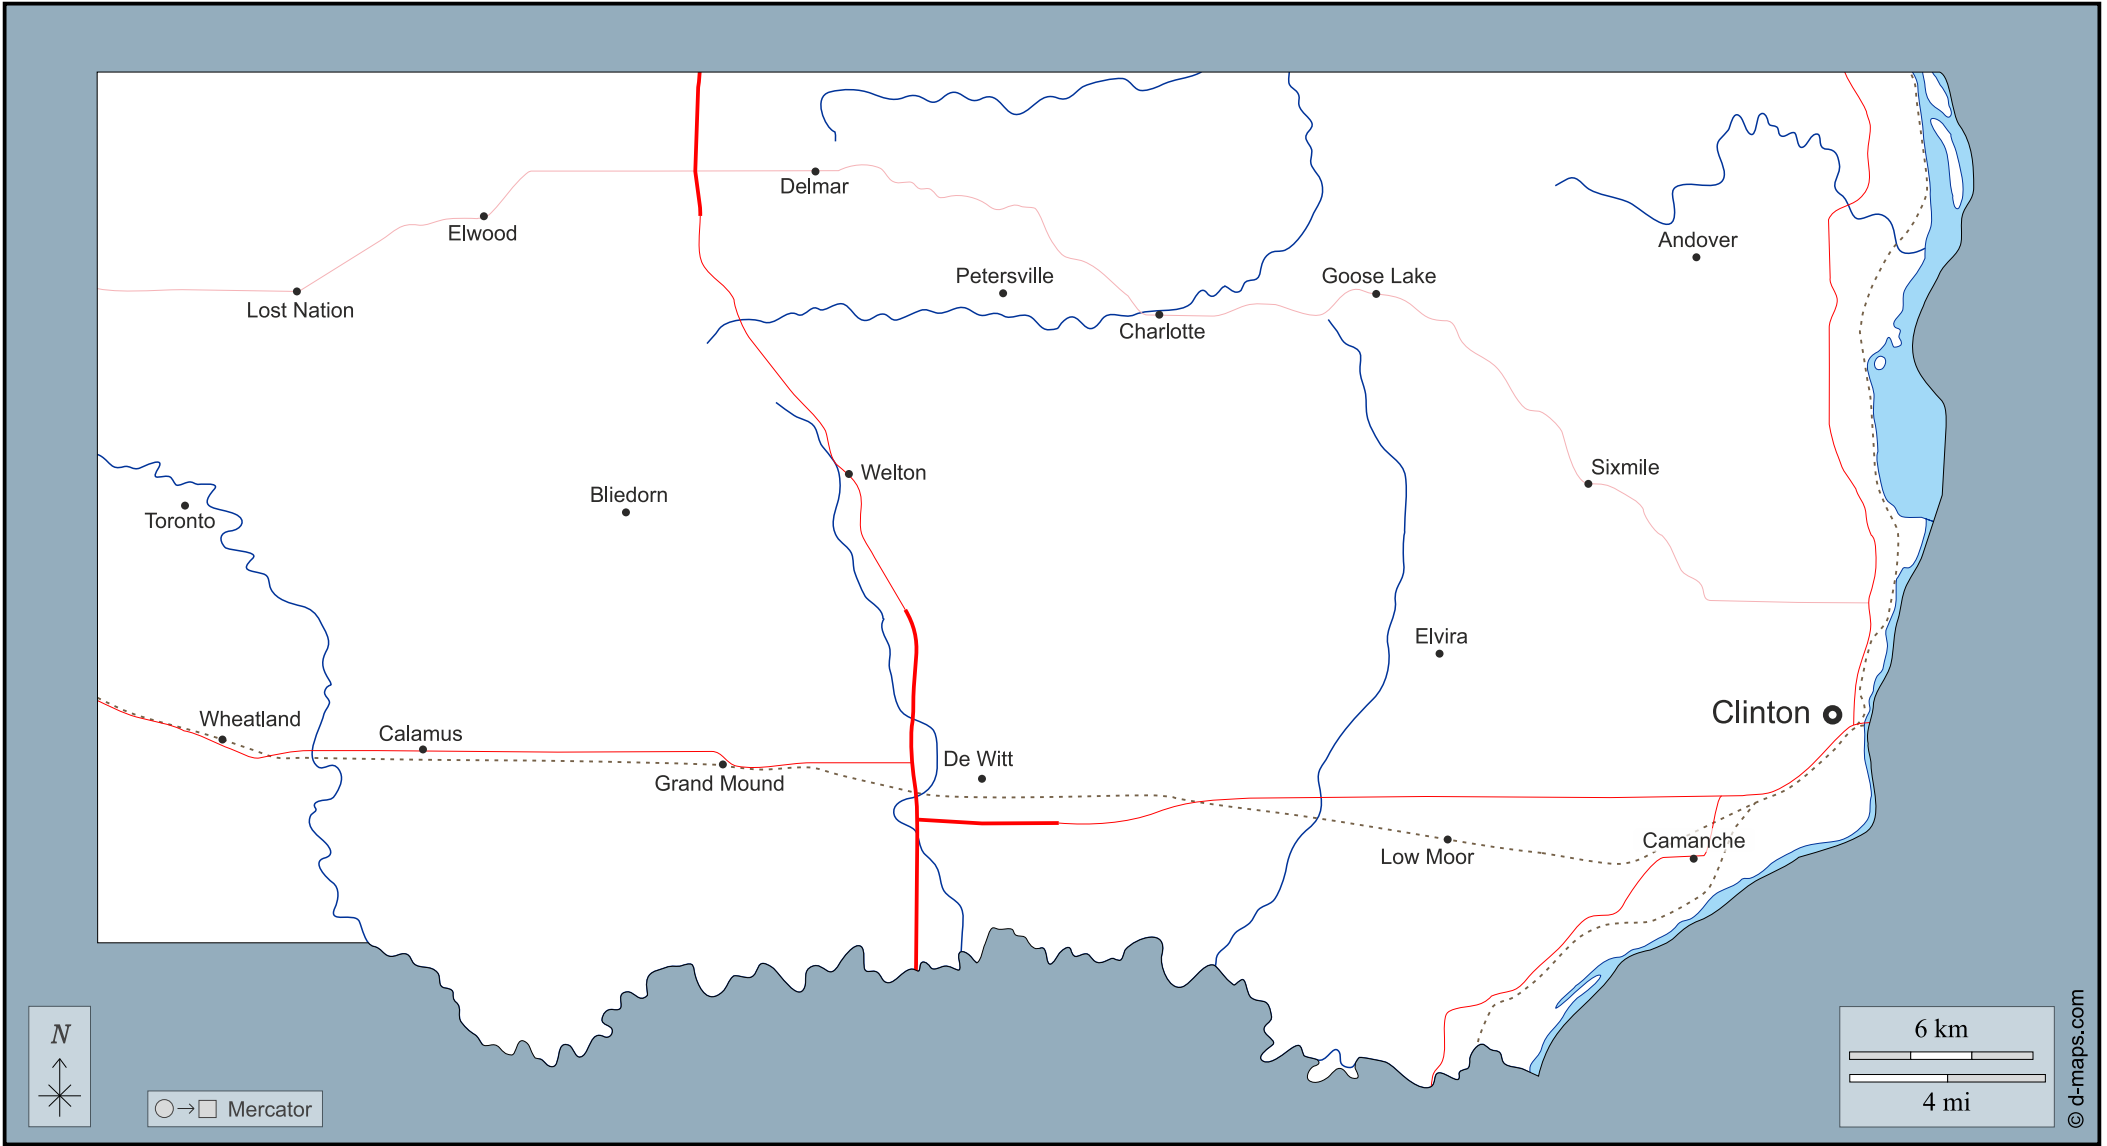 Delmar
Elwood
Andover
Petersville
Goose Lake
Lost Nation
Charlotte
Sixmile
Welton
Bliedorn
Toronto
Elvira
Clinton
Wheatland
Calamus
De Witt
Grand Mound
Camanche
Low Moor
N
Mercator
6 km
4 mi
© d-maps.com